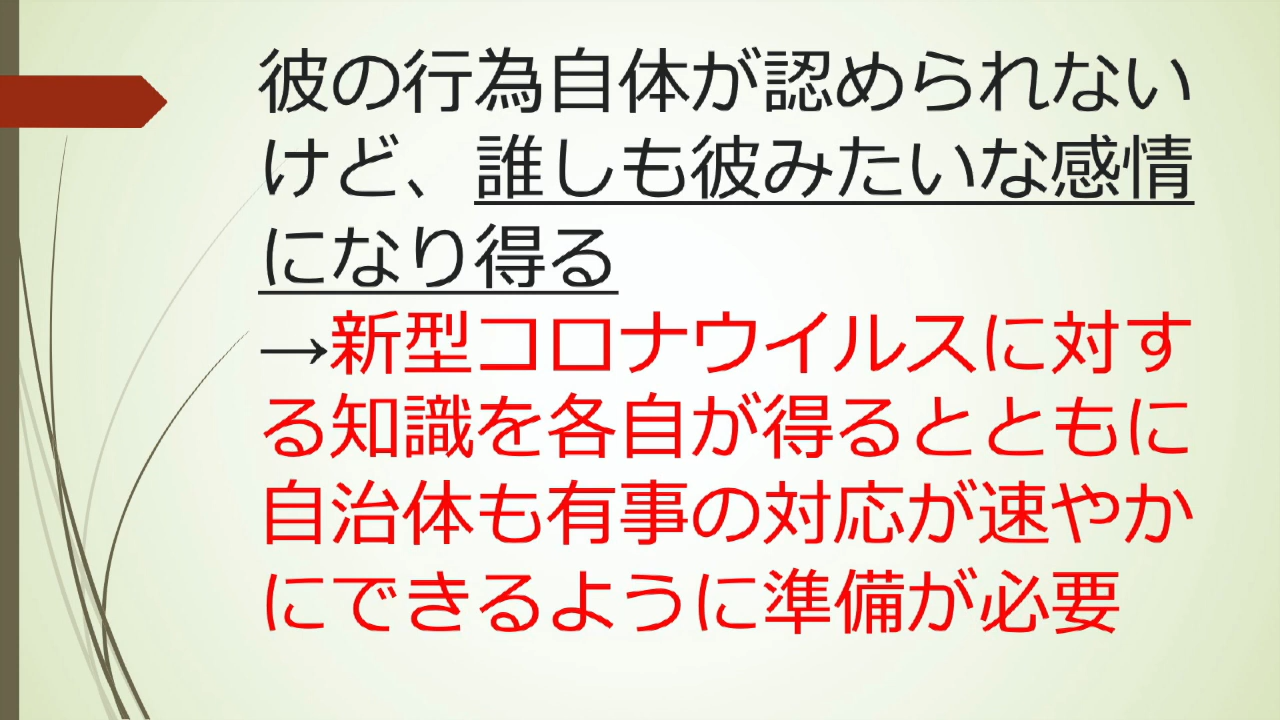 彼の行為自体が認められない
けど、誰しも彼みたいな感情
になり得る
→新型コロナウイルスに対す
る知識を各自が得るとともに
自治体も有事の対応が速やか
にできるように準備が必要